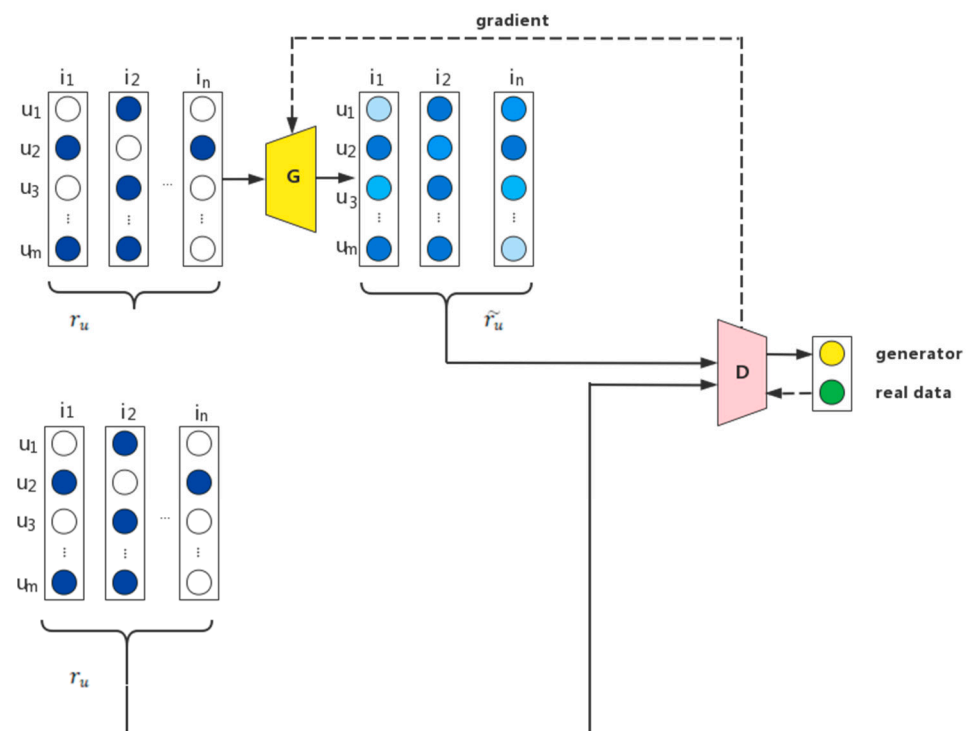 gradient
i1 i2 in
u1
u2
u3
⋮ ⋮ ⋮
um
...
r_u
G
i1 i2 in
u1
u2
u3
⋮ ⋮ ⋮
um
r̃_u
D
generator
real data
i1 i2 in
u1
u2
u3
⋮ ⋮ ⋮
um
...
r_u